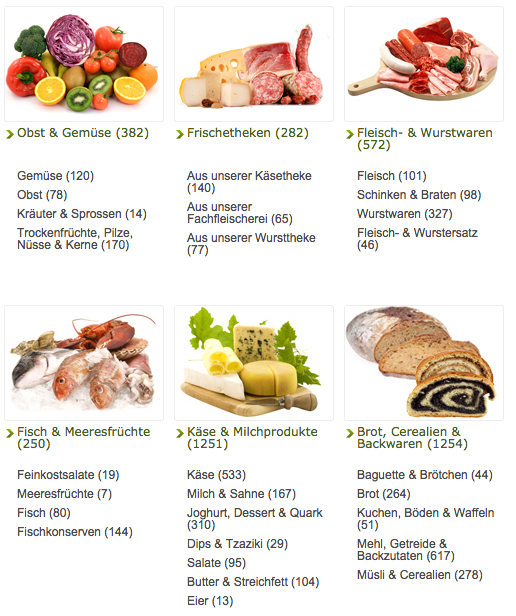 Obst & Gemüse (382)
Gemüse (120)
Obst (78)
Kräuter & Sprossen (14)
Trockenfrüchte, Pilze,
Nüsse & Kerne (170)
Frischetheken (282)
Aus unserer Käsetheke
(140)
Aus unserer
Fachfleischerei (65)
Aus unserer Wursttheke
(77)
Fleisch- & Wurstwaren
(572)
Fleisch (101)
Schinken & Braten (98)
Wurstwaren (327)
Fleisch- & Wurstersatz
(46)
Fisch & Meeresfrüchte
(250)
Feinkostsalate (19)
Meeresfrüchte (7)
Fisch (80)
Fischkonserven (144)
Käse & Milchprodukte
(1251)
Käse (533)
Milch & Sahne (167)
Joghurt, Dessert & Quark
(310)
Dips & Tzaziki (29)
Salate (95)
Butter & Streichfett (104)
Eier (13)
Brot, Cerealien &
Backwaren (1254)
Baguette & Brötchen (44)
Brot (264)
Kuchen, Böden & Waffeln
(51)
Mehl, Getreide &
Backzutaten (617)
Müsli & Cerealien (278)